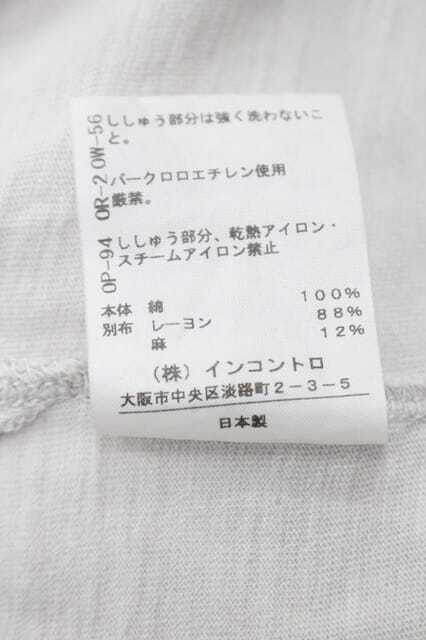 OP-94 OR-2 OW-56
ししゅう部分は強く洗わないこ
と。
パークロロエチレン使用
厳禁。
ししゅう部分、乾熱アイロン・
スチームアイロン禁止
本体 綿 100%
別布 レーヨン 88%
麻 12%
(株) インコントロ
大阪市中央区淡路町2-3-5
日本製